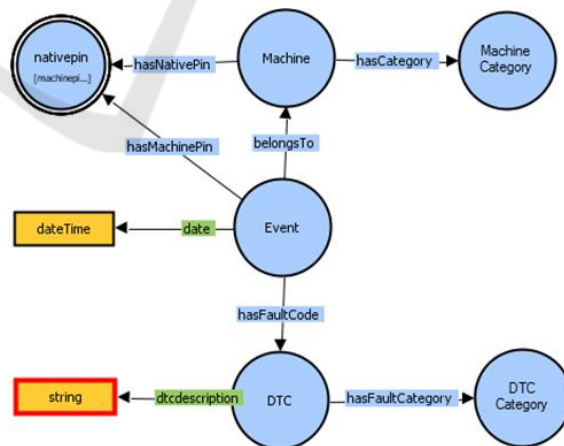 nativepin
[machinepi...]
hasNativePin
Machine
hasCategory
Machine
Category
hasMachinePin
belongsTo
dateTime
date
Event
hasFaultCode
string
dtcdescription
DTC
hasFaultCategory
DTC
Category